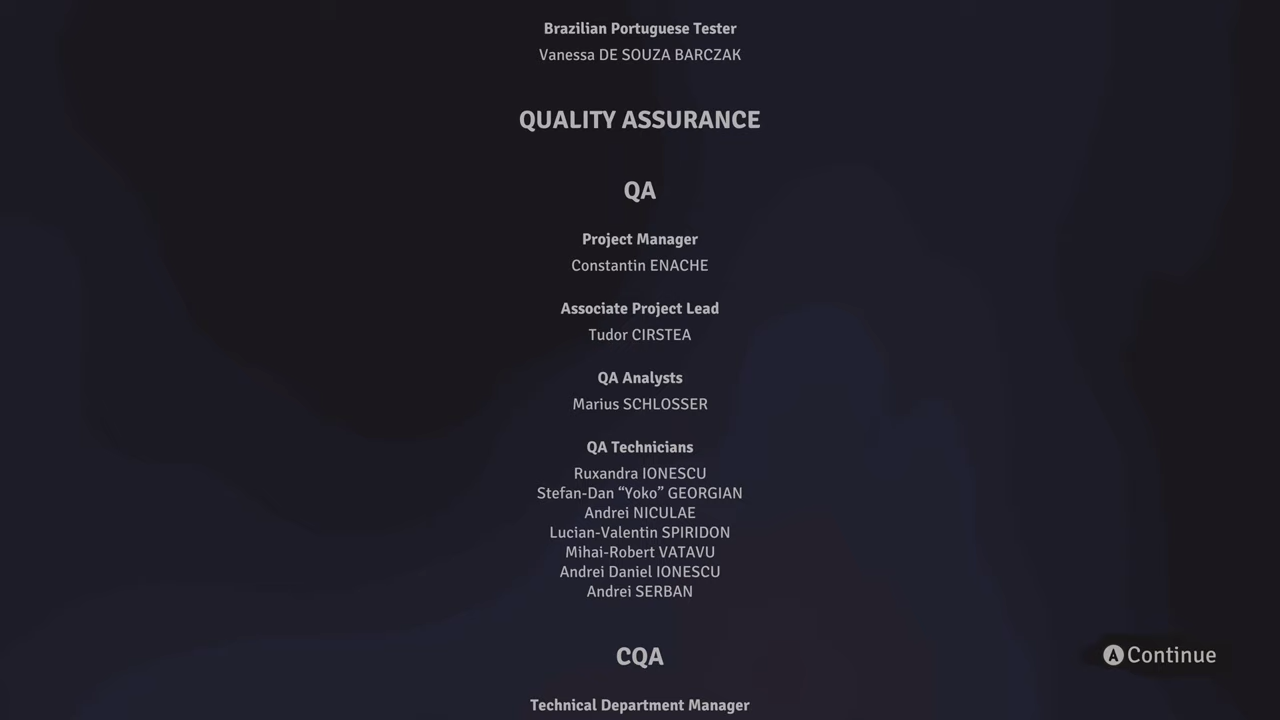 Brazilian Portuguese Tester
Vanessa DE SOUZA BARCZAK
QUALITY ASSURANCE
QA
Project Manager
Constantin ENACHE
Associate Project Lead
Tudor CIRSTEA
QA Analysts
Marius SCHLOSSER
QA Technicians
Ruxandra IONESCU
Stefan-Dan “Yoko” GEORGIAN
Andrei NICULAE
Lucian-Valentin SPIRIDON
Mihai-Robert VATAVU
Andrei Daniel IONESCU
Andrei SERBAN
CQA
A Continue
Technical Department Manager